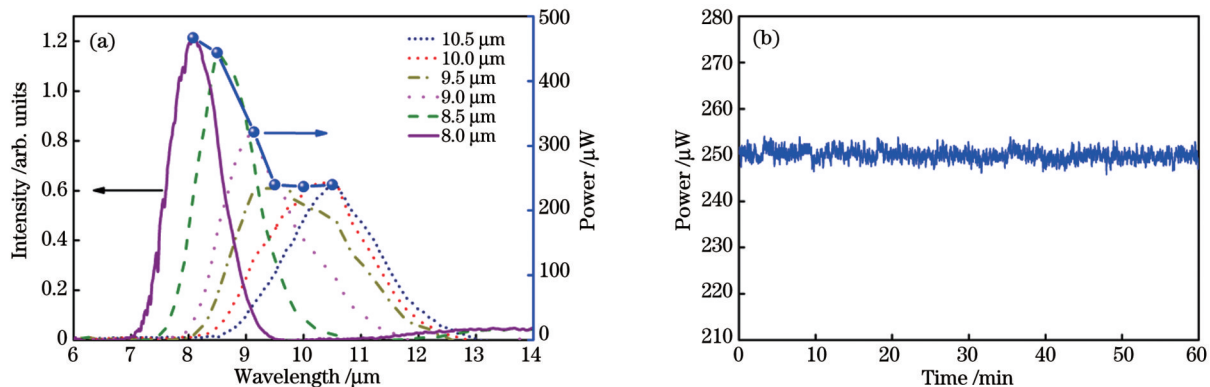 (a)
Intensity /arb. units
1.2
1.0
0.8
0.6
0.4
0.2
0
6 7 8 9 10 11 12 13 14
Wavelength /μm
10.5 μm
10.0 μm
9.5 μm
9.0 μm
8.5 μm
8.0 μm
500
400
300
200
100
0
Power /μW
(b)
Power /μW
280
270
260
250
240
230
220
210
0 10 20 30 40 50 60
Time /min